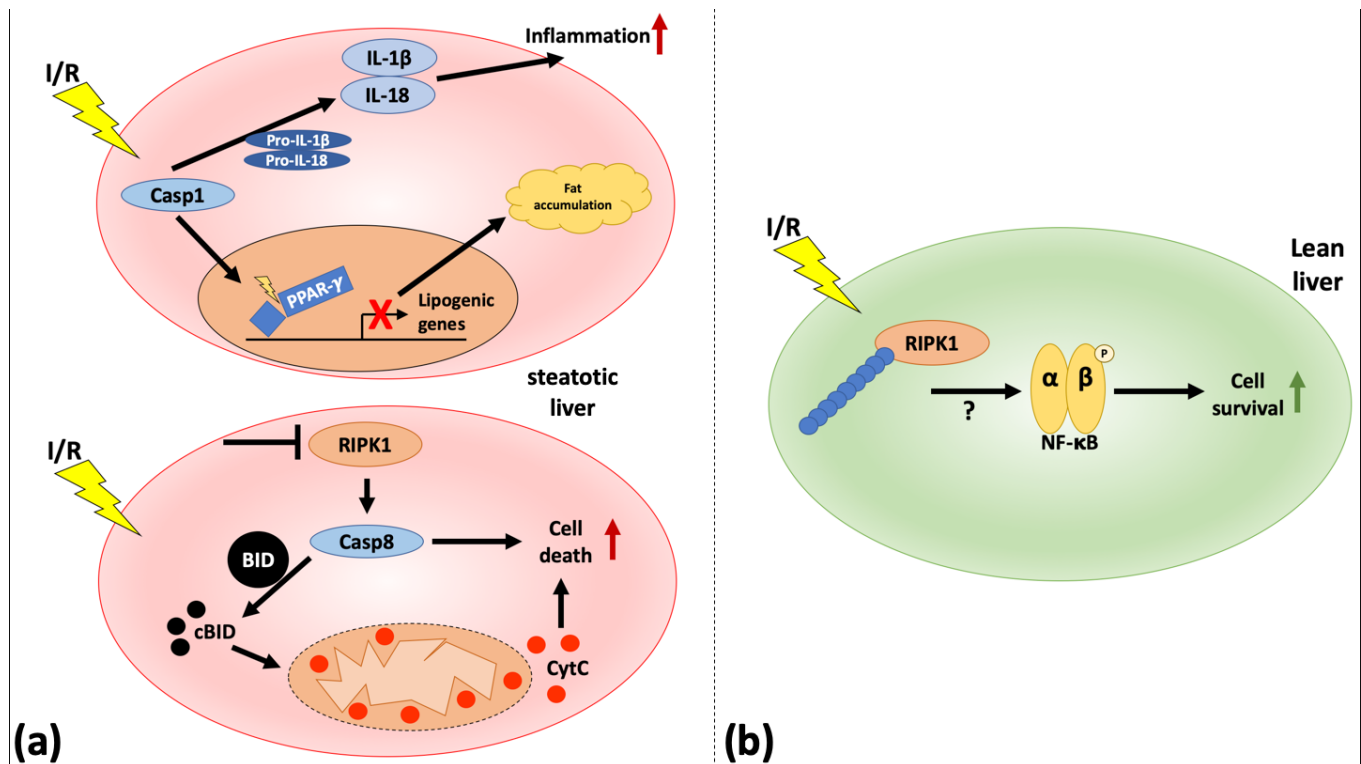 I/R
IL-1β
IL-18
Inflammation
Pro-IL-1β
Pro-IL-18
Casp1
Fat
accumulation
PPAR-γ
X
Lipogenic
genes
steatotic
liver
I/R
RIPK1
Casp8
Cell
death
BID
cBID
CytC
(a)
I/R
Lean
liver
RIPK1
?
α
β
P
NF-κB
Cell
survival
(b)